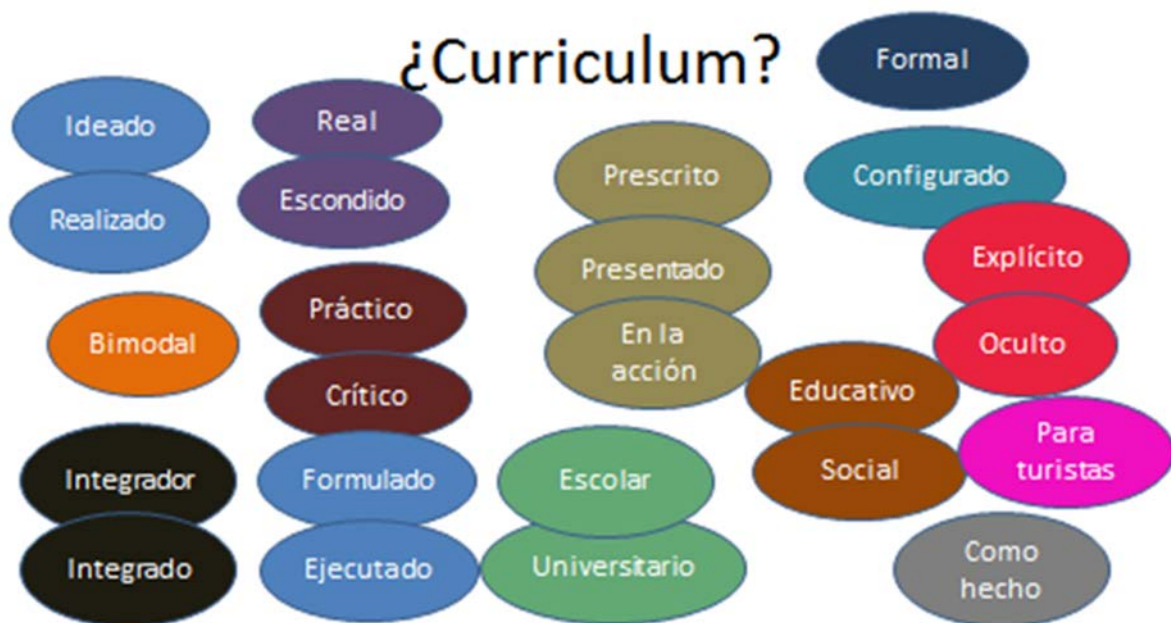 ¿Curriculum?
Formal
Ideado
Realizado
Real
Escondido
Prescrito
Presentado
En la
acción
Configurado
Explícito
Oculto
Bimodal
Práctico
Crítico
Educativo
Social
Para
turistas
Integrador
Integrado
Formulado
Ejecutado
Escolar
Universitario
Como
hecho